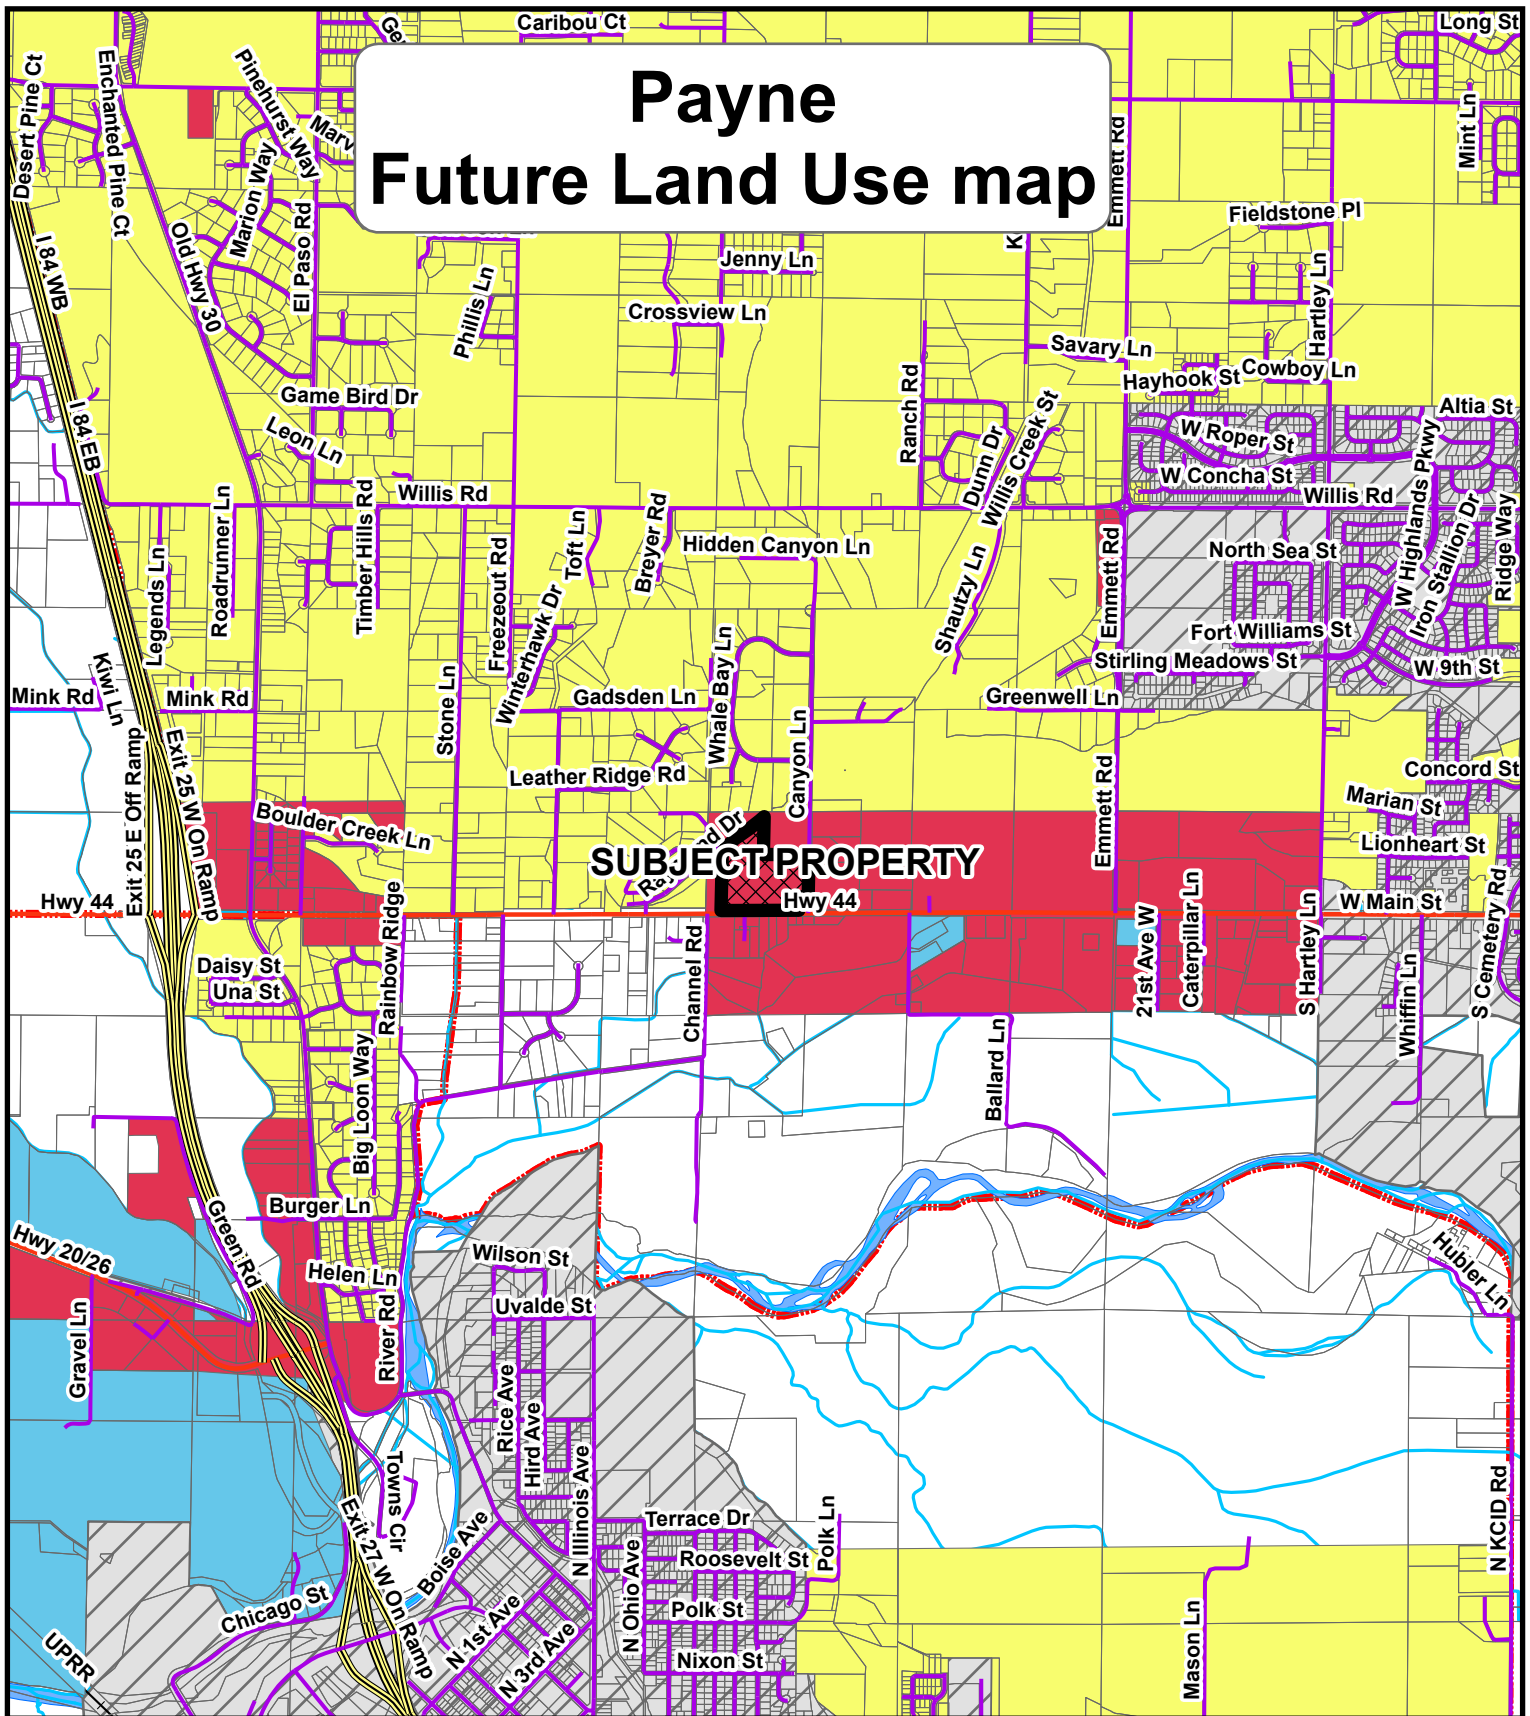 Payne
Future Land Use map
Caribou Ct
Long St
Desert Pine Ct
Enchanted Pine Ct
Pinehurst Way
Marion Way
El Paso Rd
Old Hwy 30
I 84 WB
I 84 EB
Emmett Rd
Mint Ln
Fieldstone Pl
Hartley Ln
Jenny Ln
Phillis Ln
Crossview Ln
Savary Ln
Hayhook St
Cowboy Ln
Game Bird Dr
Leon Ln
Ranch Rd
Dunn Dr
Willis Creek St
Altia St
W Roper St
W Concha St
Willis Rd
Willis Rd
W Highlands Pkwy
Iron Stallion Dr
Ridge Way
Legends Ln
Roadrunner Ln
Timber Hills Rd
Freezeout Rd
Toft Ln
Breyer Rd
Hidden Canyon Ln
Shautzy Ln
Emmett Rd
North Sea St
Fort Williams St
Stirling Meadows St
W 9th St
Winterhawk Dr
Kiwi Ln
Mink Rd
Mink Rd
Stone Ln
Gadsden Ln
Whale Bay Ln
Canyon Ln
Greenwell Ln
Exit 25 E Off Ramp
Exit 25 W On Ramp
Leather Ridge Rd
Emmett Rd
Concord St
Marian St
Lionheart St
Boulder Creek Ln
SUBJECT PROPERTY
Hwy 44
Hwy 44
W Main St
S Cemetery Rd
Rainbow Ridge
Daisy St
Una St
Channel Rd
21st Ave W
Caterpillar Ln
S Hartley Ln
Whiffin Ln
Big Loon Way
Ballard Ln
Burger Ln
Green Rd
Hwy 20/26
Helen Ln
River Rd
Gravel Ln
Wilson St
Uvalde St
Hubler Ln
Rice Ave
Hird Ave
N Illinois Ave
Towns Cir
Exit 27 W On Ramp
Boise Ave
Terrace Dr
Roosevelt St
Polk Ln
Polk St
Nixon St
N Ohio Ave
N KCID Rd
Chicago St
N 1st Ave
N 3rd Ave
Mason Ln
UPRR